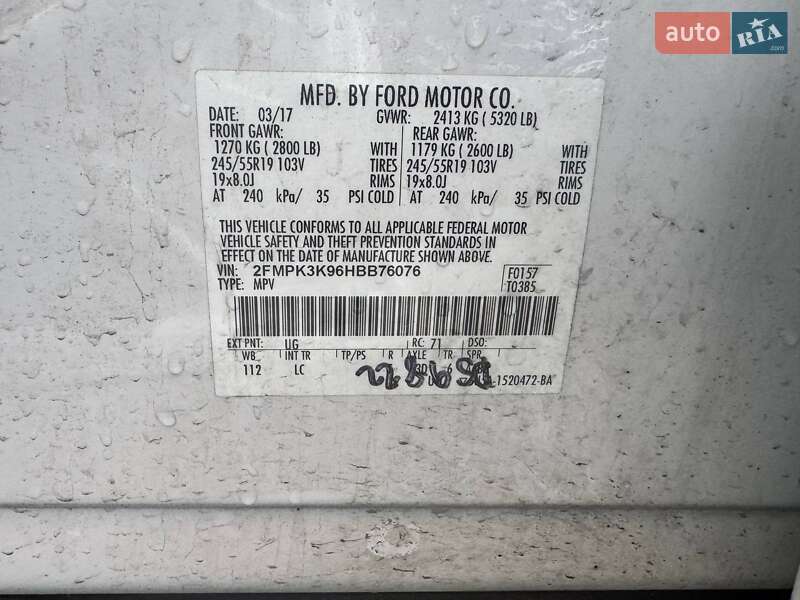 auto RIA.com
MFD. BY FORD MOTOR CO.
DATE: 03/17 GVWR: 2413 KG ( 5320 LB)
FRONT GAWR: REAR GAWR:
1270 KG ( 2800 LB) WITH 1179 KG ( 2600 LB) WITH
245/55R19 103V TIRES 245/55R19 103V TIRES
19x8.0J RIMS 19x8.0J RIMS
AT 240 kPa/ 35 PSI COLD AT 240 kPa/ 35 PSI COLD
THIS VEHICLE CONFORMS TO ALL APPLICABLE FEDERAL MOTOR
VEHICLE SAFETY AND THEFT PREVENTION STANDARDS IN
EFFECT ON THE DATE OF MANUFACTURE SHOWN ABOVE.
VIN: 2FMPK3K96HBB76076 F0157
TYPE: MPV T0385
EXT PNT: UG RC: 71 DSO:
WB INT TR TP/PS R AXLE TR SPR
112 LC 1520472-BA